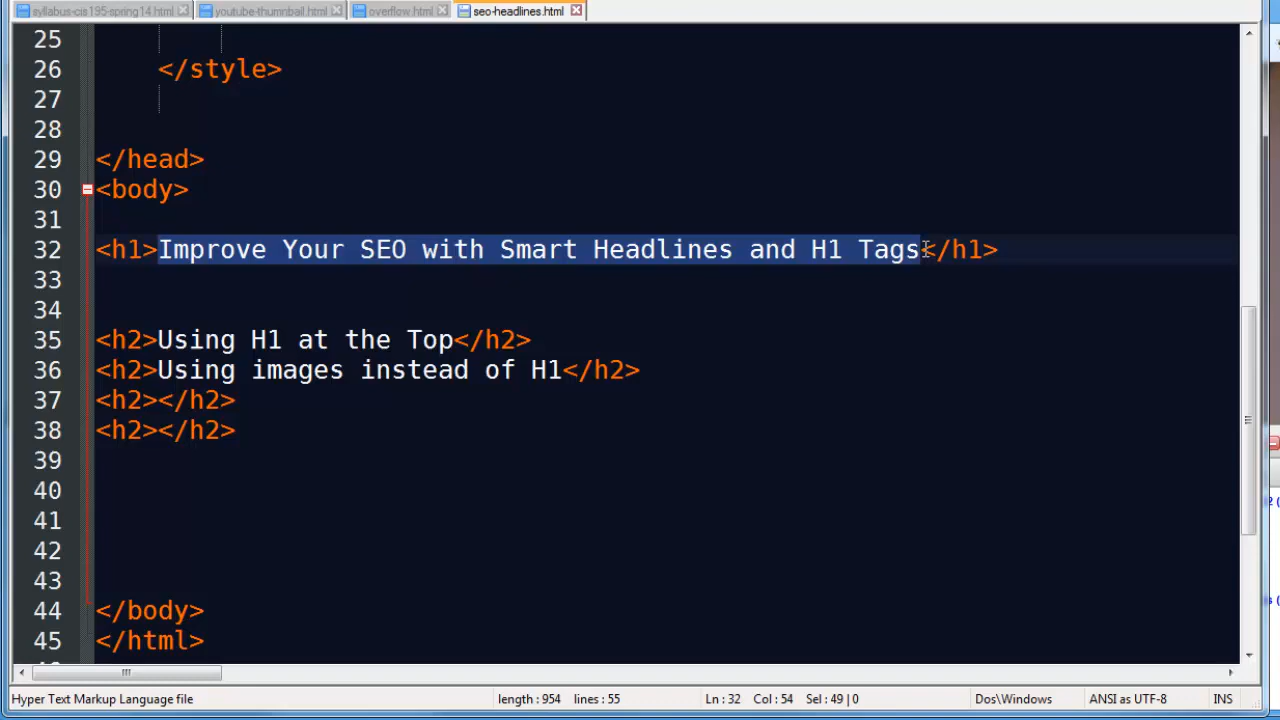 syllabus-cis195-spring14.html youtube-thumnbail.html overflow.html seo-headlines.html
25
26 </style>
27
28
29 </head>
30 <body>
31
32 <h1>Improve Your SEO with Smart Headlines and H1 Tags</h1>
33
34
35 <h2>Using H1 at the Top</h2>
36 <h2>Using images instead of H1</h2>
37 <h2></h2>
38 <h2></h2>
39
40
41
42
43
44 </body>
45 </html>
Hyper Text Markup Language file length : 954 lines : 55 Ln : 32 Col : 54 Sel : 49 | 0 Dos\Windows ANSI as UTF-8 INS